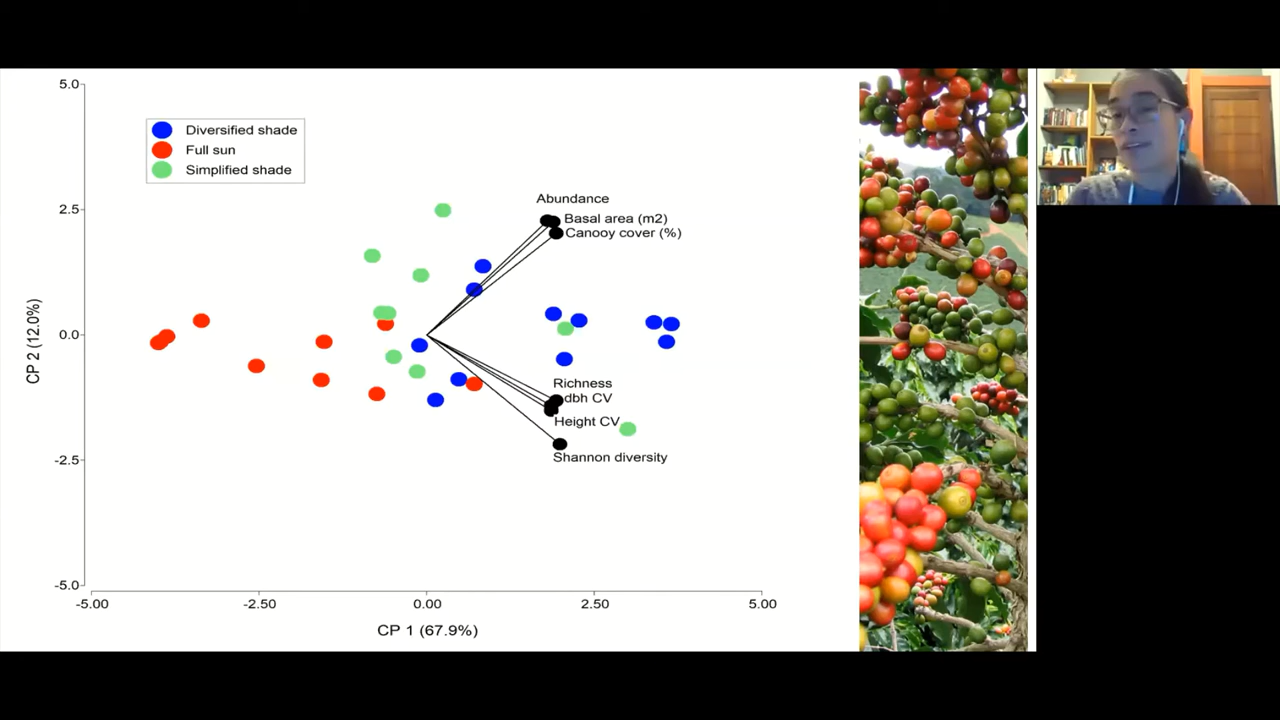 5.0
Diversified shade
Full sun
Simplified shade
2.5
Abundance
Basal area (m2)
Canooy cover (%)
0.0
CP 2 (12.0%)
Richness
dbh CV
Height CV
Shannon diversity
-2.5
-5.0
-5.00
-2.50
0.00
2.50
5.00
CP 1 (67.9%)